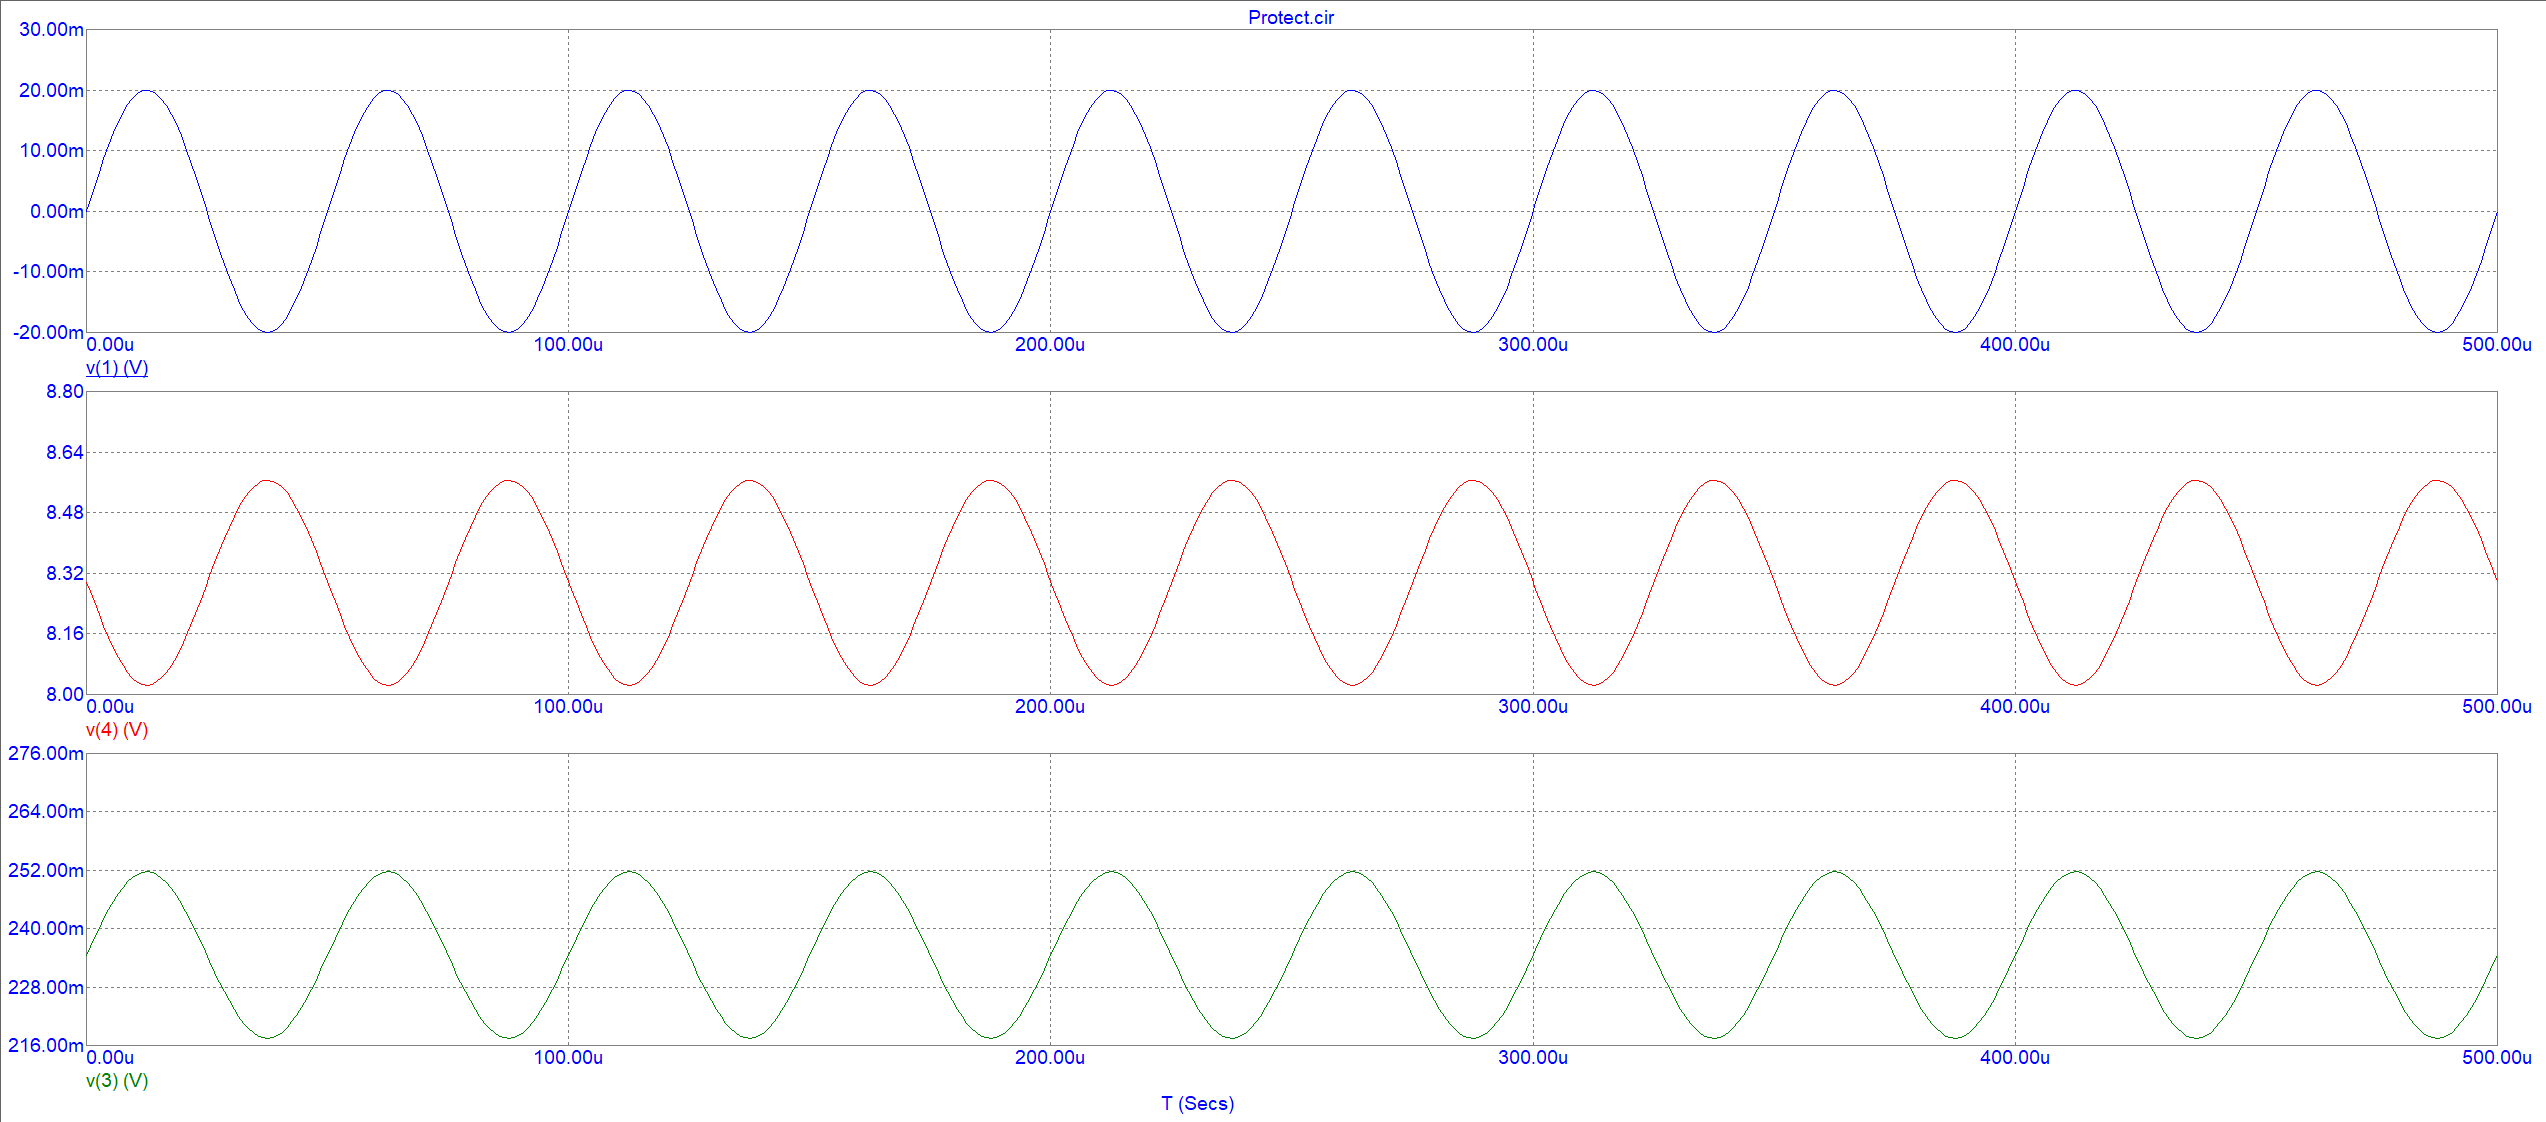 Protect.cir
30.00m
20.00m
10.00m
0.00m
-10.00m
-20.00m
0.00u 100.00u 200.00u 300.00u 400.00u 500.00u
v(1) (V)
8.80
8.64
8.48
8.32
8.16
8.00
0.00u 100.00u 200.00u 300.00u 400.00u 500.00u
v(4) (V)
276.00m
264.00m
252.00m
240.00m
228.00m
216.00m
0.00u 100.00u 200.00u 300.00u 400.00u 500.00u
v(3) (V)
T (Secs)